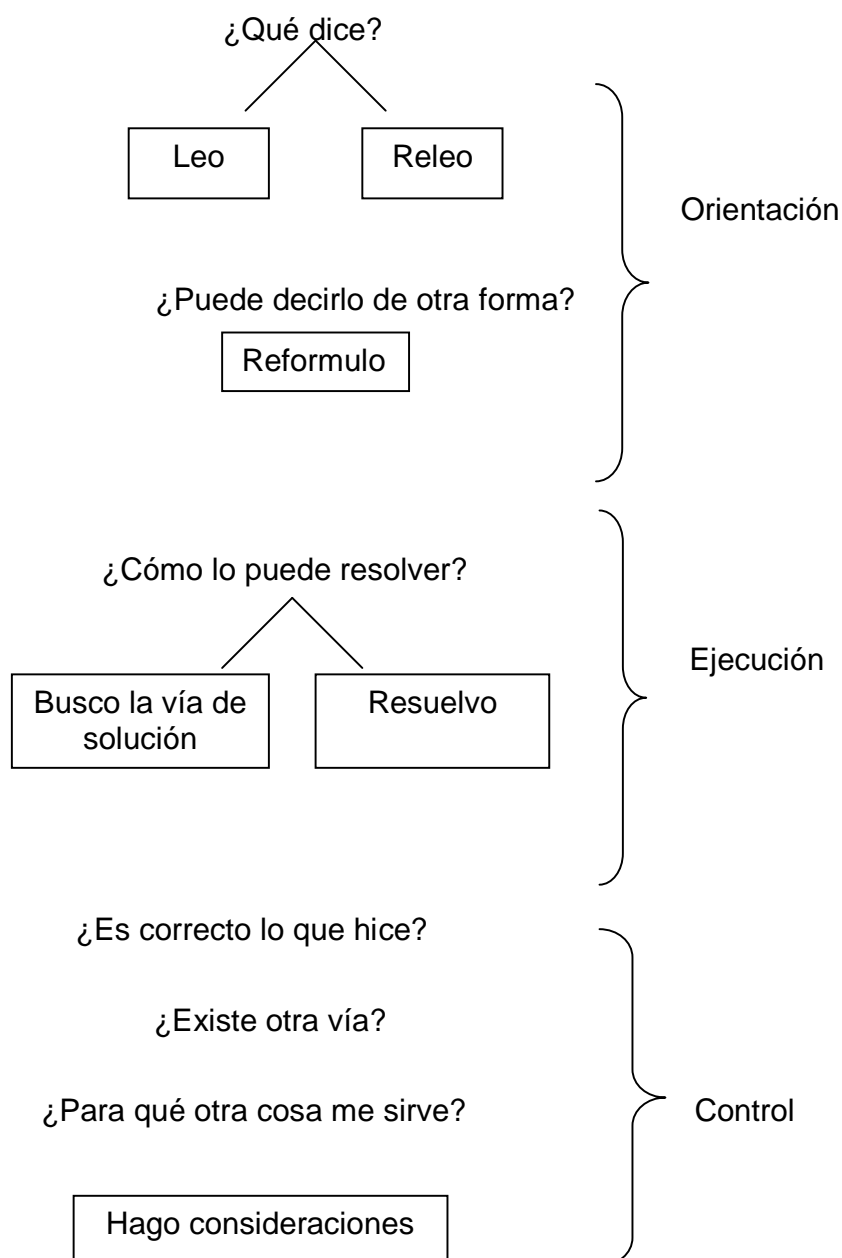 ¿Qué dice?
Leo
Releo
Orientación
¿Puede decirlo de otra forma?
Reformulo
¿Cómo lo puede resolver?
Ejecución
Busco la vía de
solución
Resuelvo
¿Es correcto lo que hice?
¿Existe otra vía?
¿Para qué otra cosa me sirve?
Control
Hago consideraciones